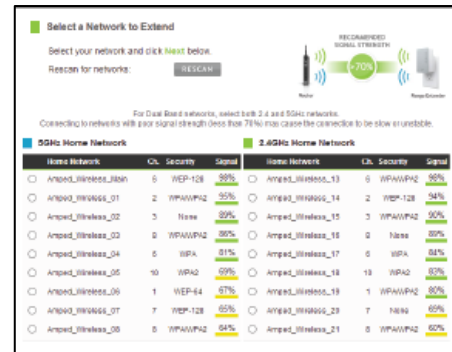 Select a Network to Extend
Select your network and click Next below.
Rescan for networks: RESCAN
RECOMMENDED
SIGNAL STRENGTH
>70%
Router Range Extender
For Dual Band networks, select both 2.4 and 5GHz networks.
Connecting to networks with poor signal strength (less than 70%) may cause the connection to be slow or unstable.
5GHz Home Network 2.4GHz Home Network
Home Network Ch. Security Signal Home Network Ch. Security Signal
Amped_Wireless_Main 6 WEP-128 98% Amped_Wireless_13 6 WPA/WPA2 98%
Amped_Wireless_01 2 WPA/WPA2 95% Amped_Wireless_14 2 WEP-128 94%
Amped_Wireless_02 3 None 89% Amped_Wireless_15 3 WPA/WPA2 90%
Amped_Wireless_03 WPA/WPA2 86% Amped_Wireless_16 None 89%
Amped_Wireless_04 6 WPA 81% Amped_Wireless_17 6 WPA 84%
Amped_Wireless_05 10 WPA2 69% Amped_Wireless_18 10 WPA2 83%
Amped_Wireless_06 1 WEP-64 67% Amped_Wireless_19 1 WPA/WPA2 80%
Amped_Wireless_07 7 WEP-128 65% Amped_Wireless_20 7 None 69%
Amped_Wireless_08 WPA/WPA2 64% Amped_Wireless_21 WPA/WPA2 60%